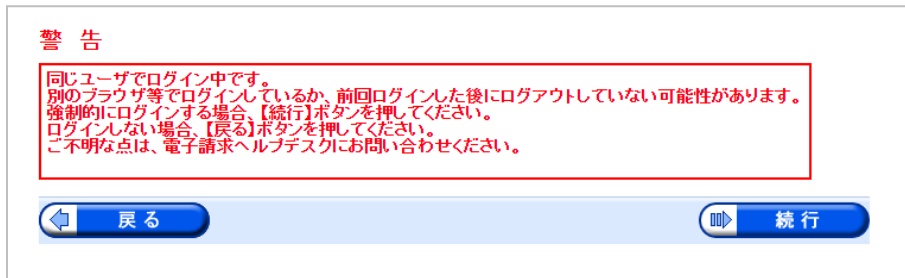 警 告
同じユーザでログイン中です。
別のブラウザ等でログインしているか、前回ログインした後にログアウトしていない可能性があります。
強制的にログインする場合、【続行】ボタンを押してください。
ログインしない場合、【戻る】ボタンを押してください。
ご不明な点は、電子請求ヘルプデスクにお問い合わせください。
戻 る
続 行